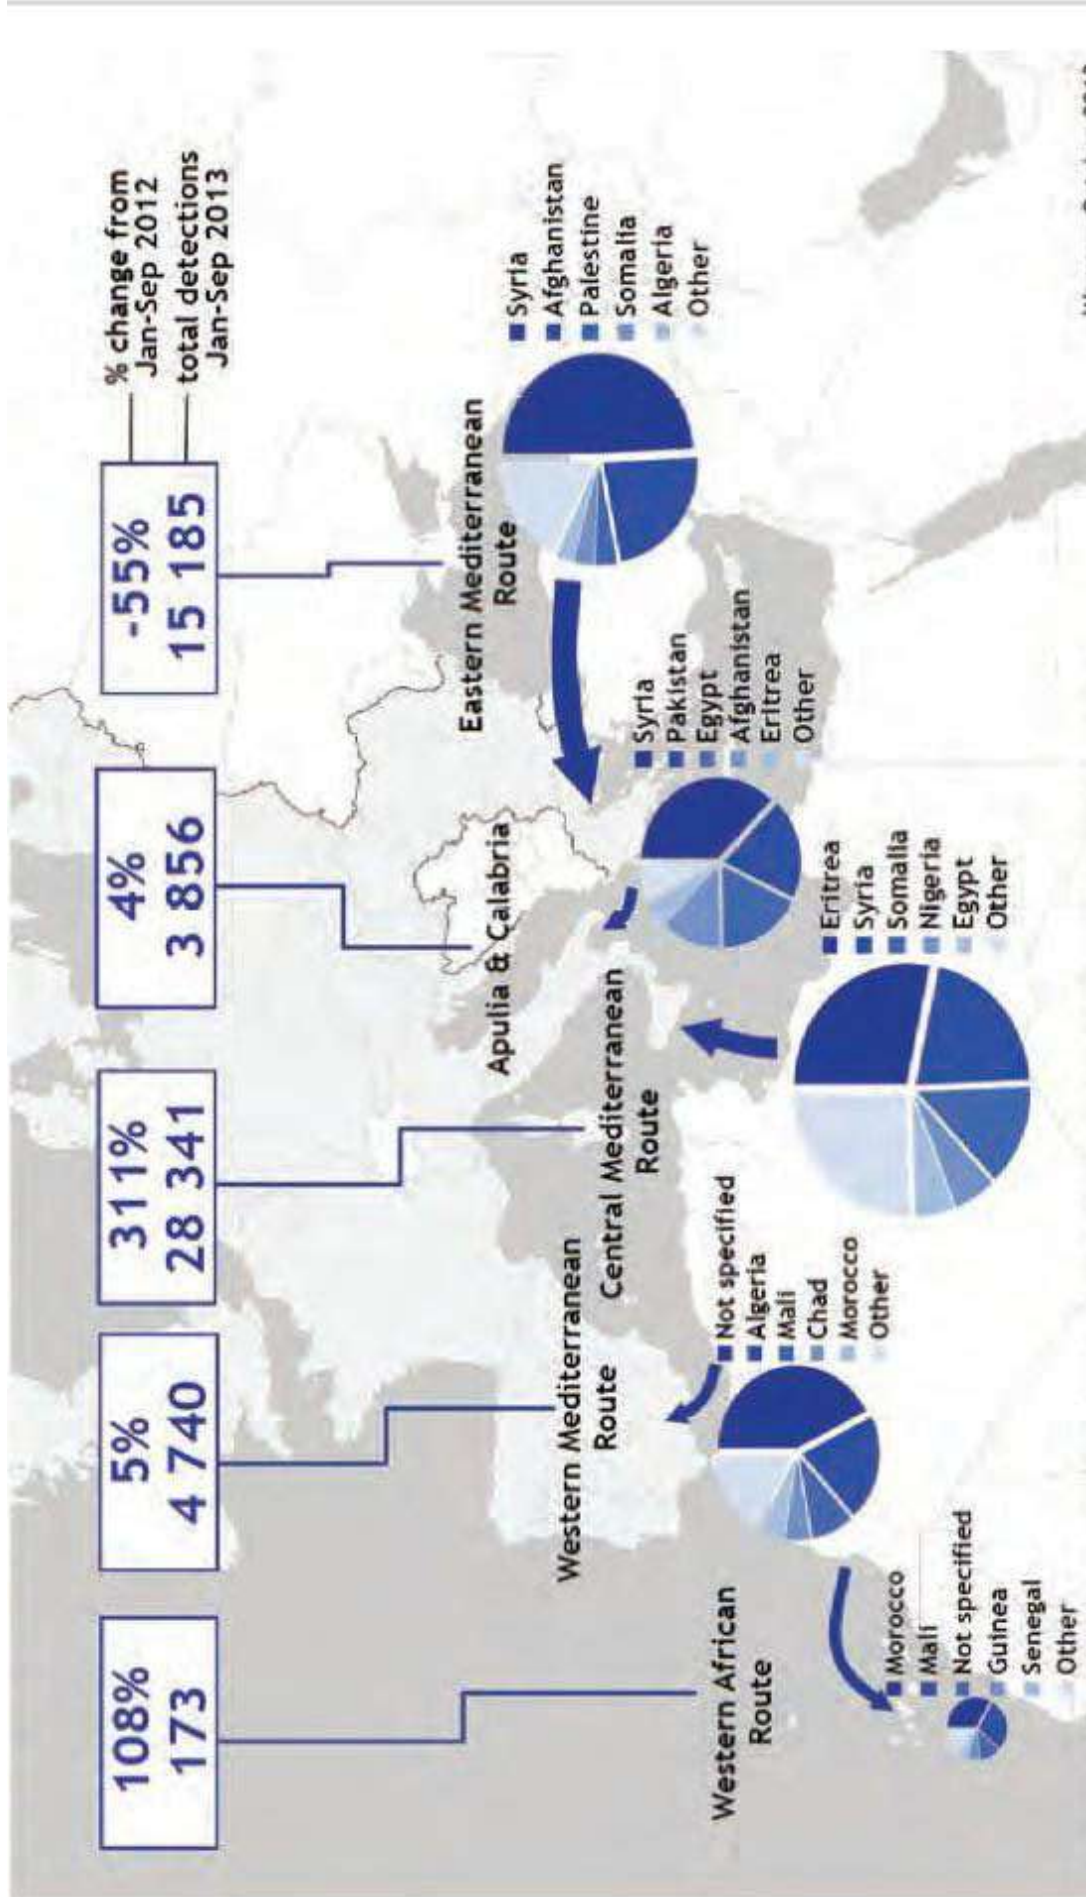 108%
173
5%
4 740
311%
28 341
4%
3 856
-55%
15 185
% change from
Jan-Sep 2012
total detections
Jan-Sep 2013
Western African
Route
Morocco
Mali
Not specified
Guinea
Senegal
Other
Western Mediterranean
Route
Not specified
Algeria
Mali
Chad
Morocco
Other
Central Mediterranean
Route
Eritrea
Syria
Somalia
Nigeria
Egypt
Other
Apulia & Calabria
Syria
Pakistan
Egypt
Afghanistan
Eritrea
Other
Eastern Mediterranean
Route
Syria
Afghanistan
Palestine
Somalia
Algeria
Other